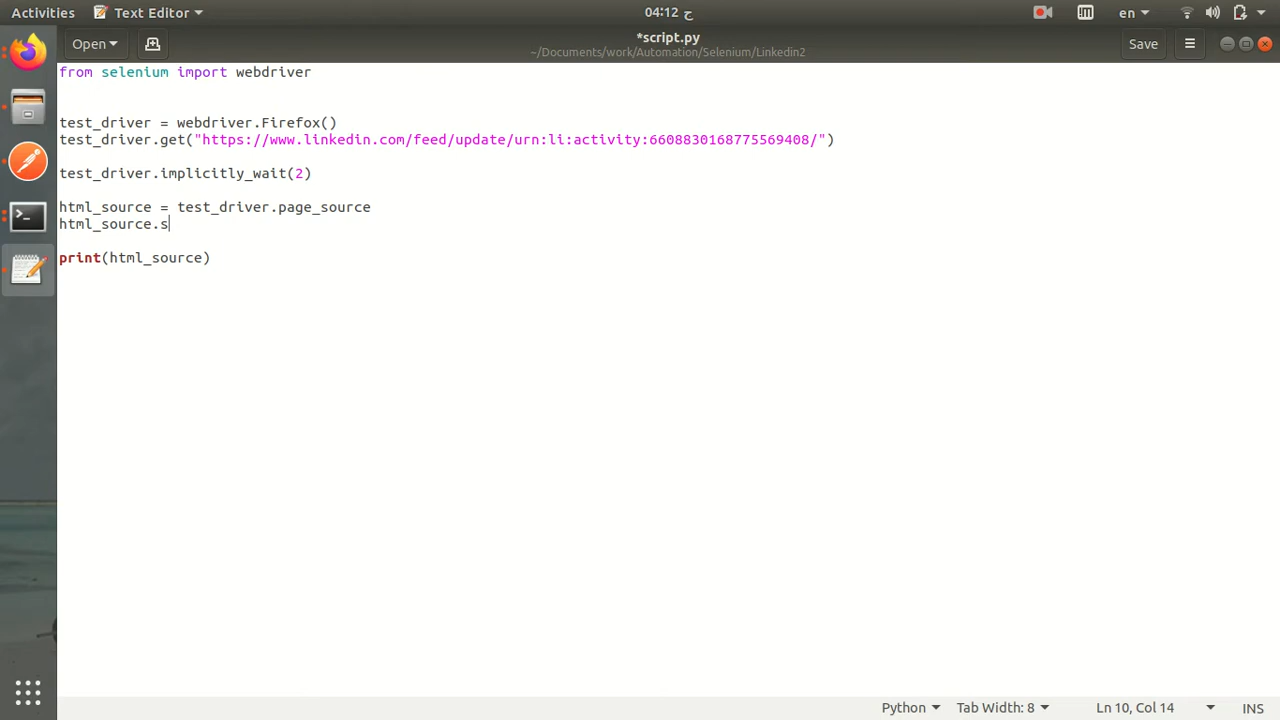 Activities Text Editor 04:12 ح en
Open *script.py Save
~/Documents/work/Automation/Selenium/Linkedin2
from selenium import webdriver
test_driver = webdriver.Firefox()
test_driver.get("https://www.linkedin.com/feed/update/urn:li:activity:6608830168775569408/")
test_driver.implicitly_wait(2)
html_source = test_driver.page_source
html_source.s
print(html_source)
Python Tab Width: 8 Ln 10, Col 14 INS